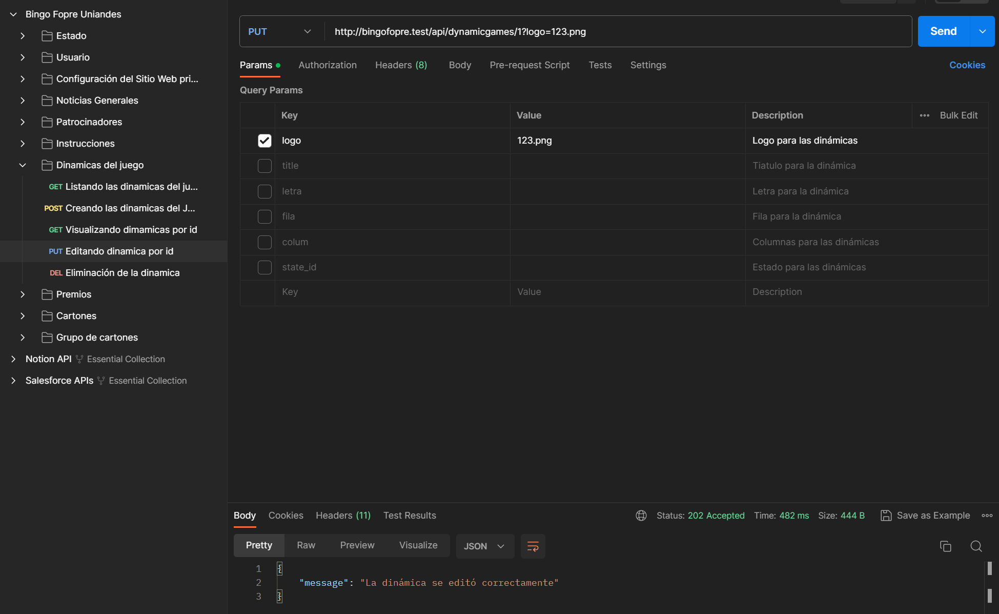 Bingo Fopre Uniandes
Estado
Usuario
Configuración del Sitio Web pri...
Noticias Generales
Patrocinadores
Instrucciones
Dinamicas del juego
GET Listando las dinamicas del ju...
POST Creando las dinamicas del J...
GET Visualizando dimamicas por id
PUT Editando dinamica por id
DEL Eliminación de la dinamica
Premios
Cartones
Grupo de cartones
Notion API Essential Collection
Salesforce APIs Essential Collection
PUT http://bingofopre.test/api/dynamicgames/1?logo=123.png Send
Params Authorization Headers (8) Body Pre-request Script Tests Settings Cookies
Query Params
Key Value Description Bulk Edit
logo 123.png Logo para las dinámicas
title Tiatulo para la dinámica
letra Letra para la dinámica
fila Fila para la dinámica
colum Columnas para las dinámicas
state_id Estado para las dinámicas
Key Value Description
Body Cookies Headers (11) Test Results Status: 202 Accepted Time: 482 ms Size: 444 B Save as Example
Pretty Raw Preview Visualize JSON
1 {
2 "message": "La dinámica se editó correctamente"
3 }